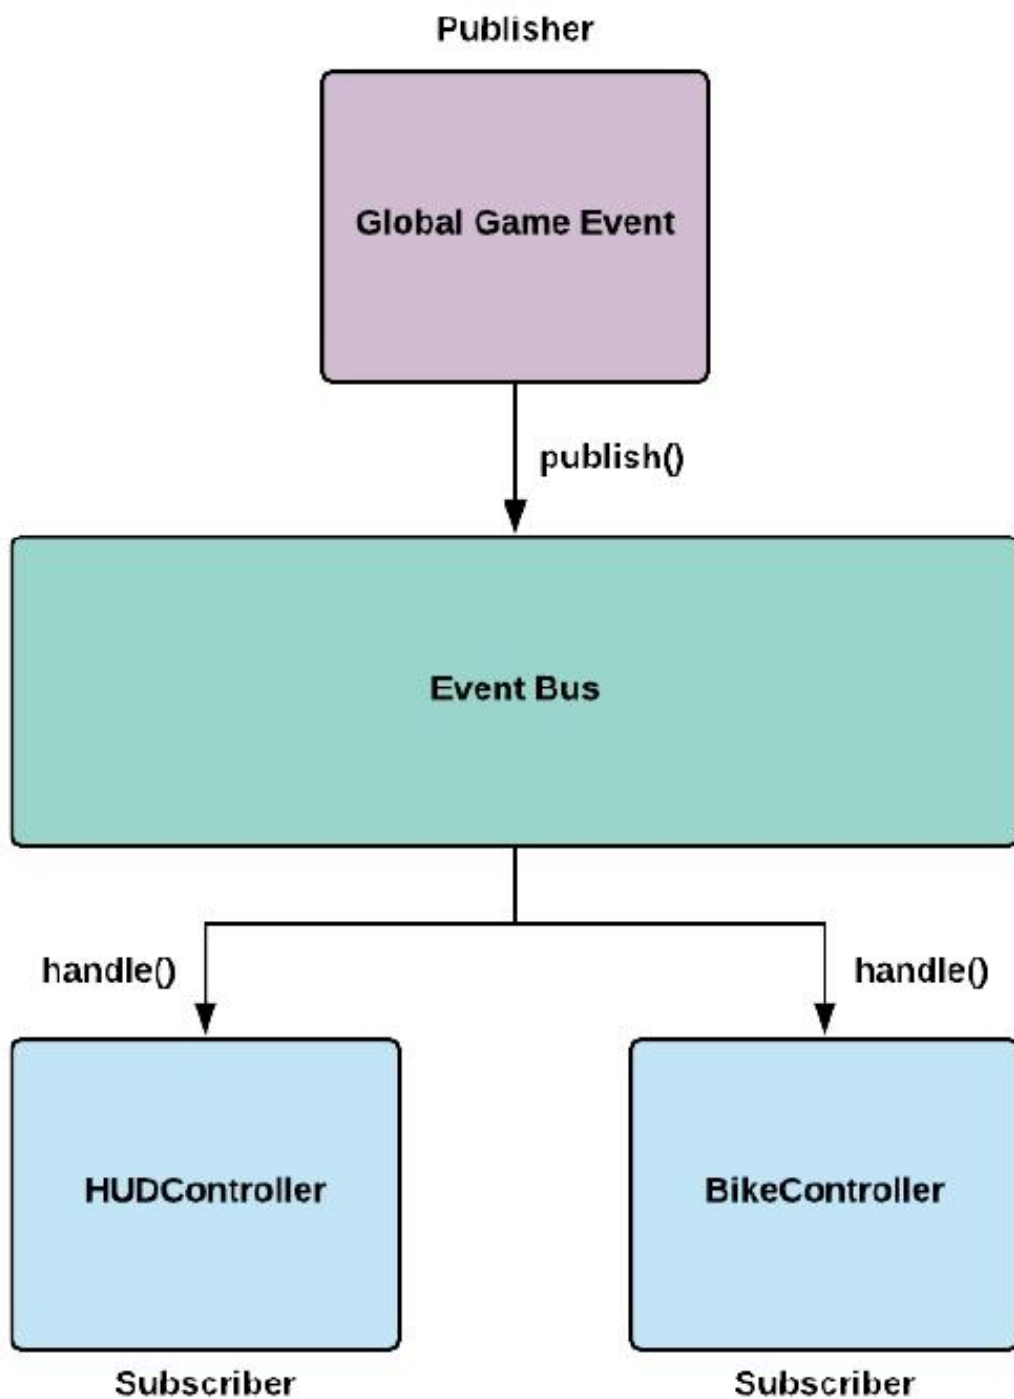 Publisher
Global Game Event
publish()
Event Bus
handle()
handle()
HUDController
BikeController
Subscriber
Subscriber